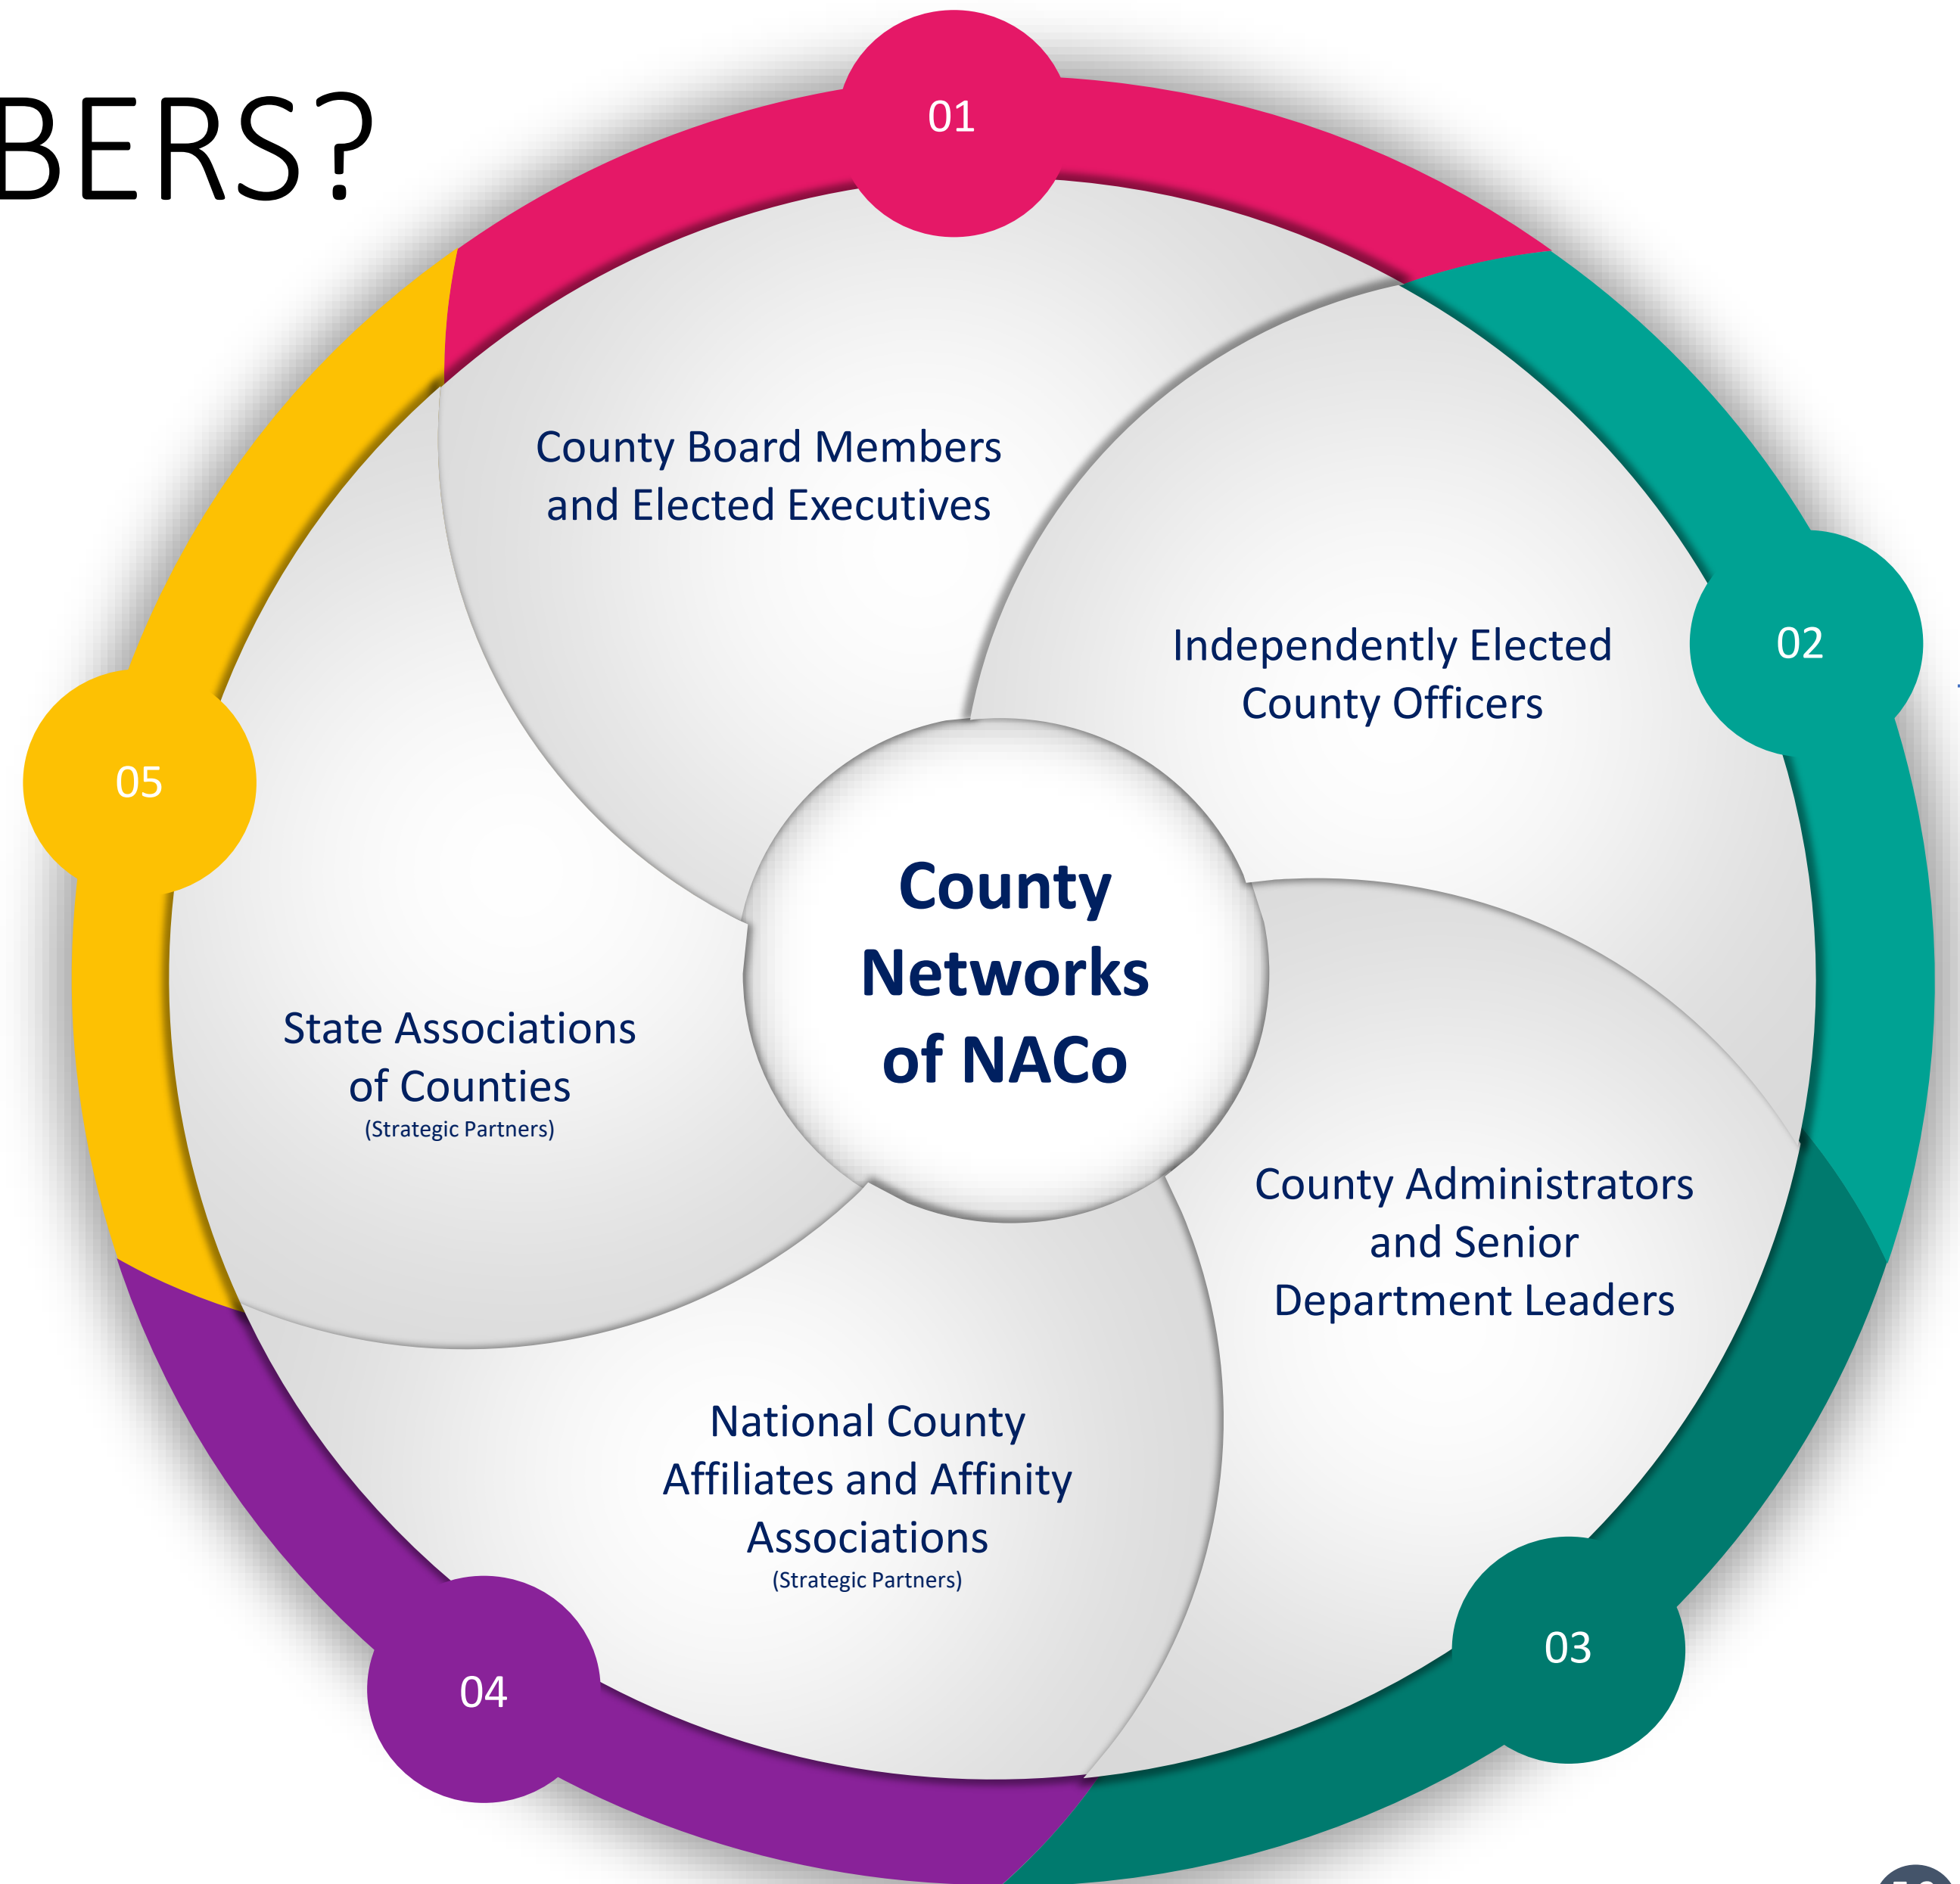 BERS?
01
County Board Members
and Elected Executives
02
Independently Elected
County Officers
County
Networks
of NACo
03
County Administrators
and Senior
Department Leaders
04
National County
Affiliates and Affinity
Associations
(Strategic Partners)
05
State Associations
of Counties
(Strategic Partners)